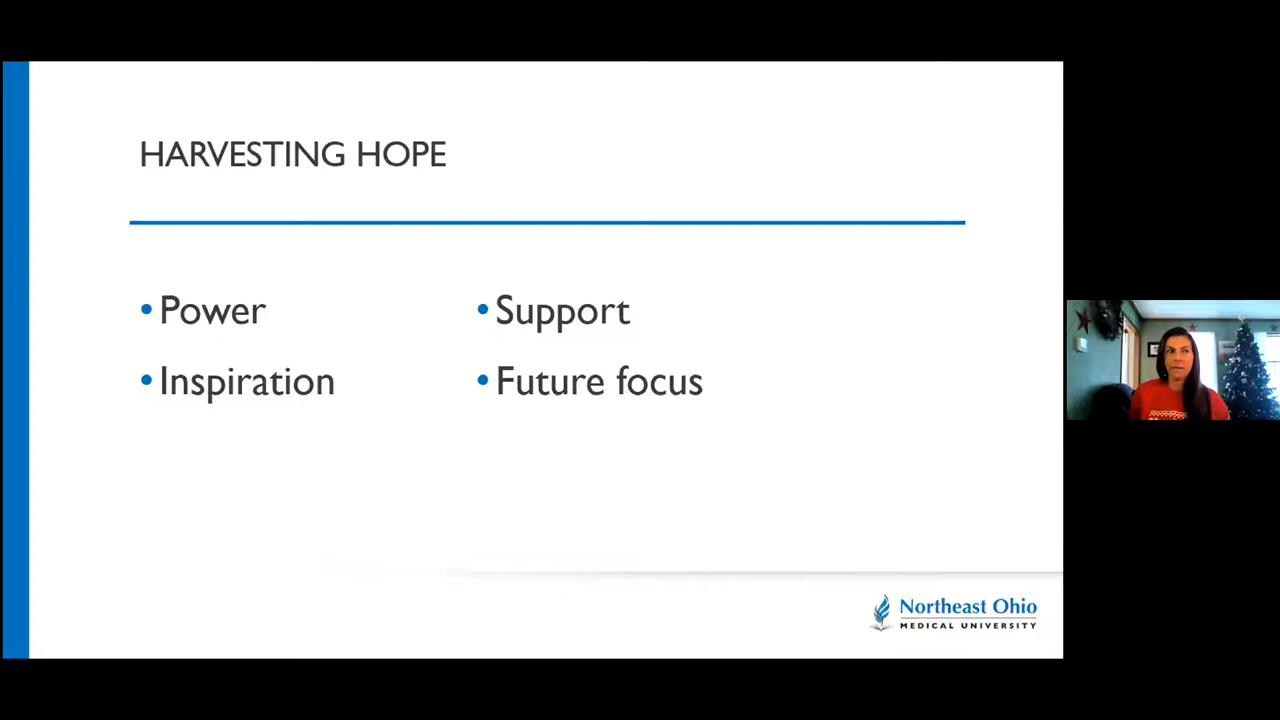 HARVESTING HOPE
•Power
•Inspiration
•Support
•Future focus
Northeast Ohio
MEDICAL UNIVERSITY